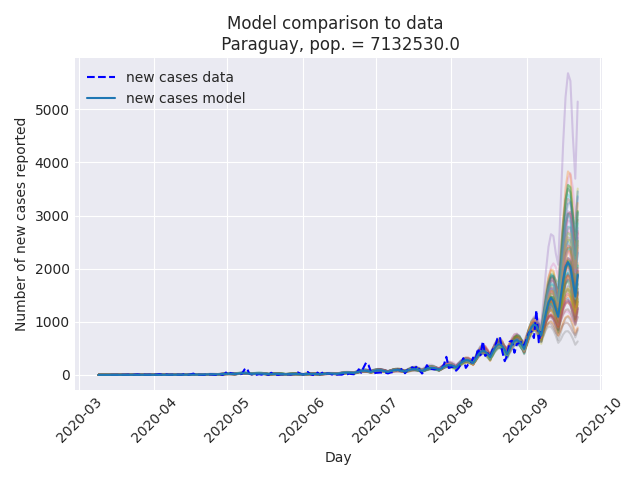 Model comparison to data
Paraguay, pop. = 7132530.0
new cases data
new cases model
Number of new cases reported
5000
4000
3000
2000
1000
0
2020-03
2020-04
2020-05
2020-06
2020-07
2020-08
2020-09
2020-10
Day